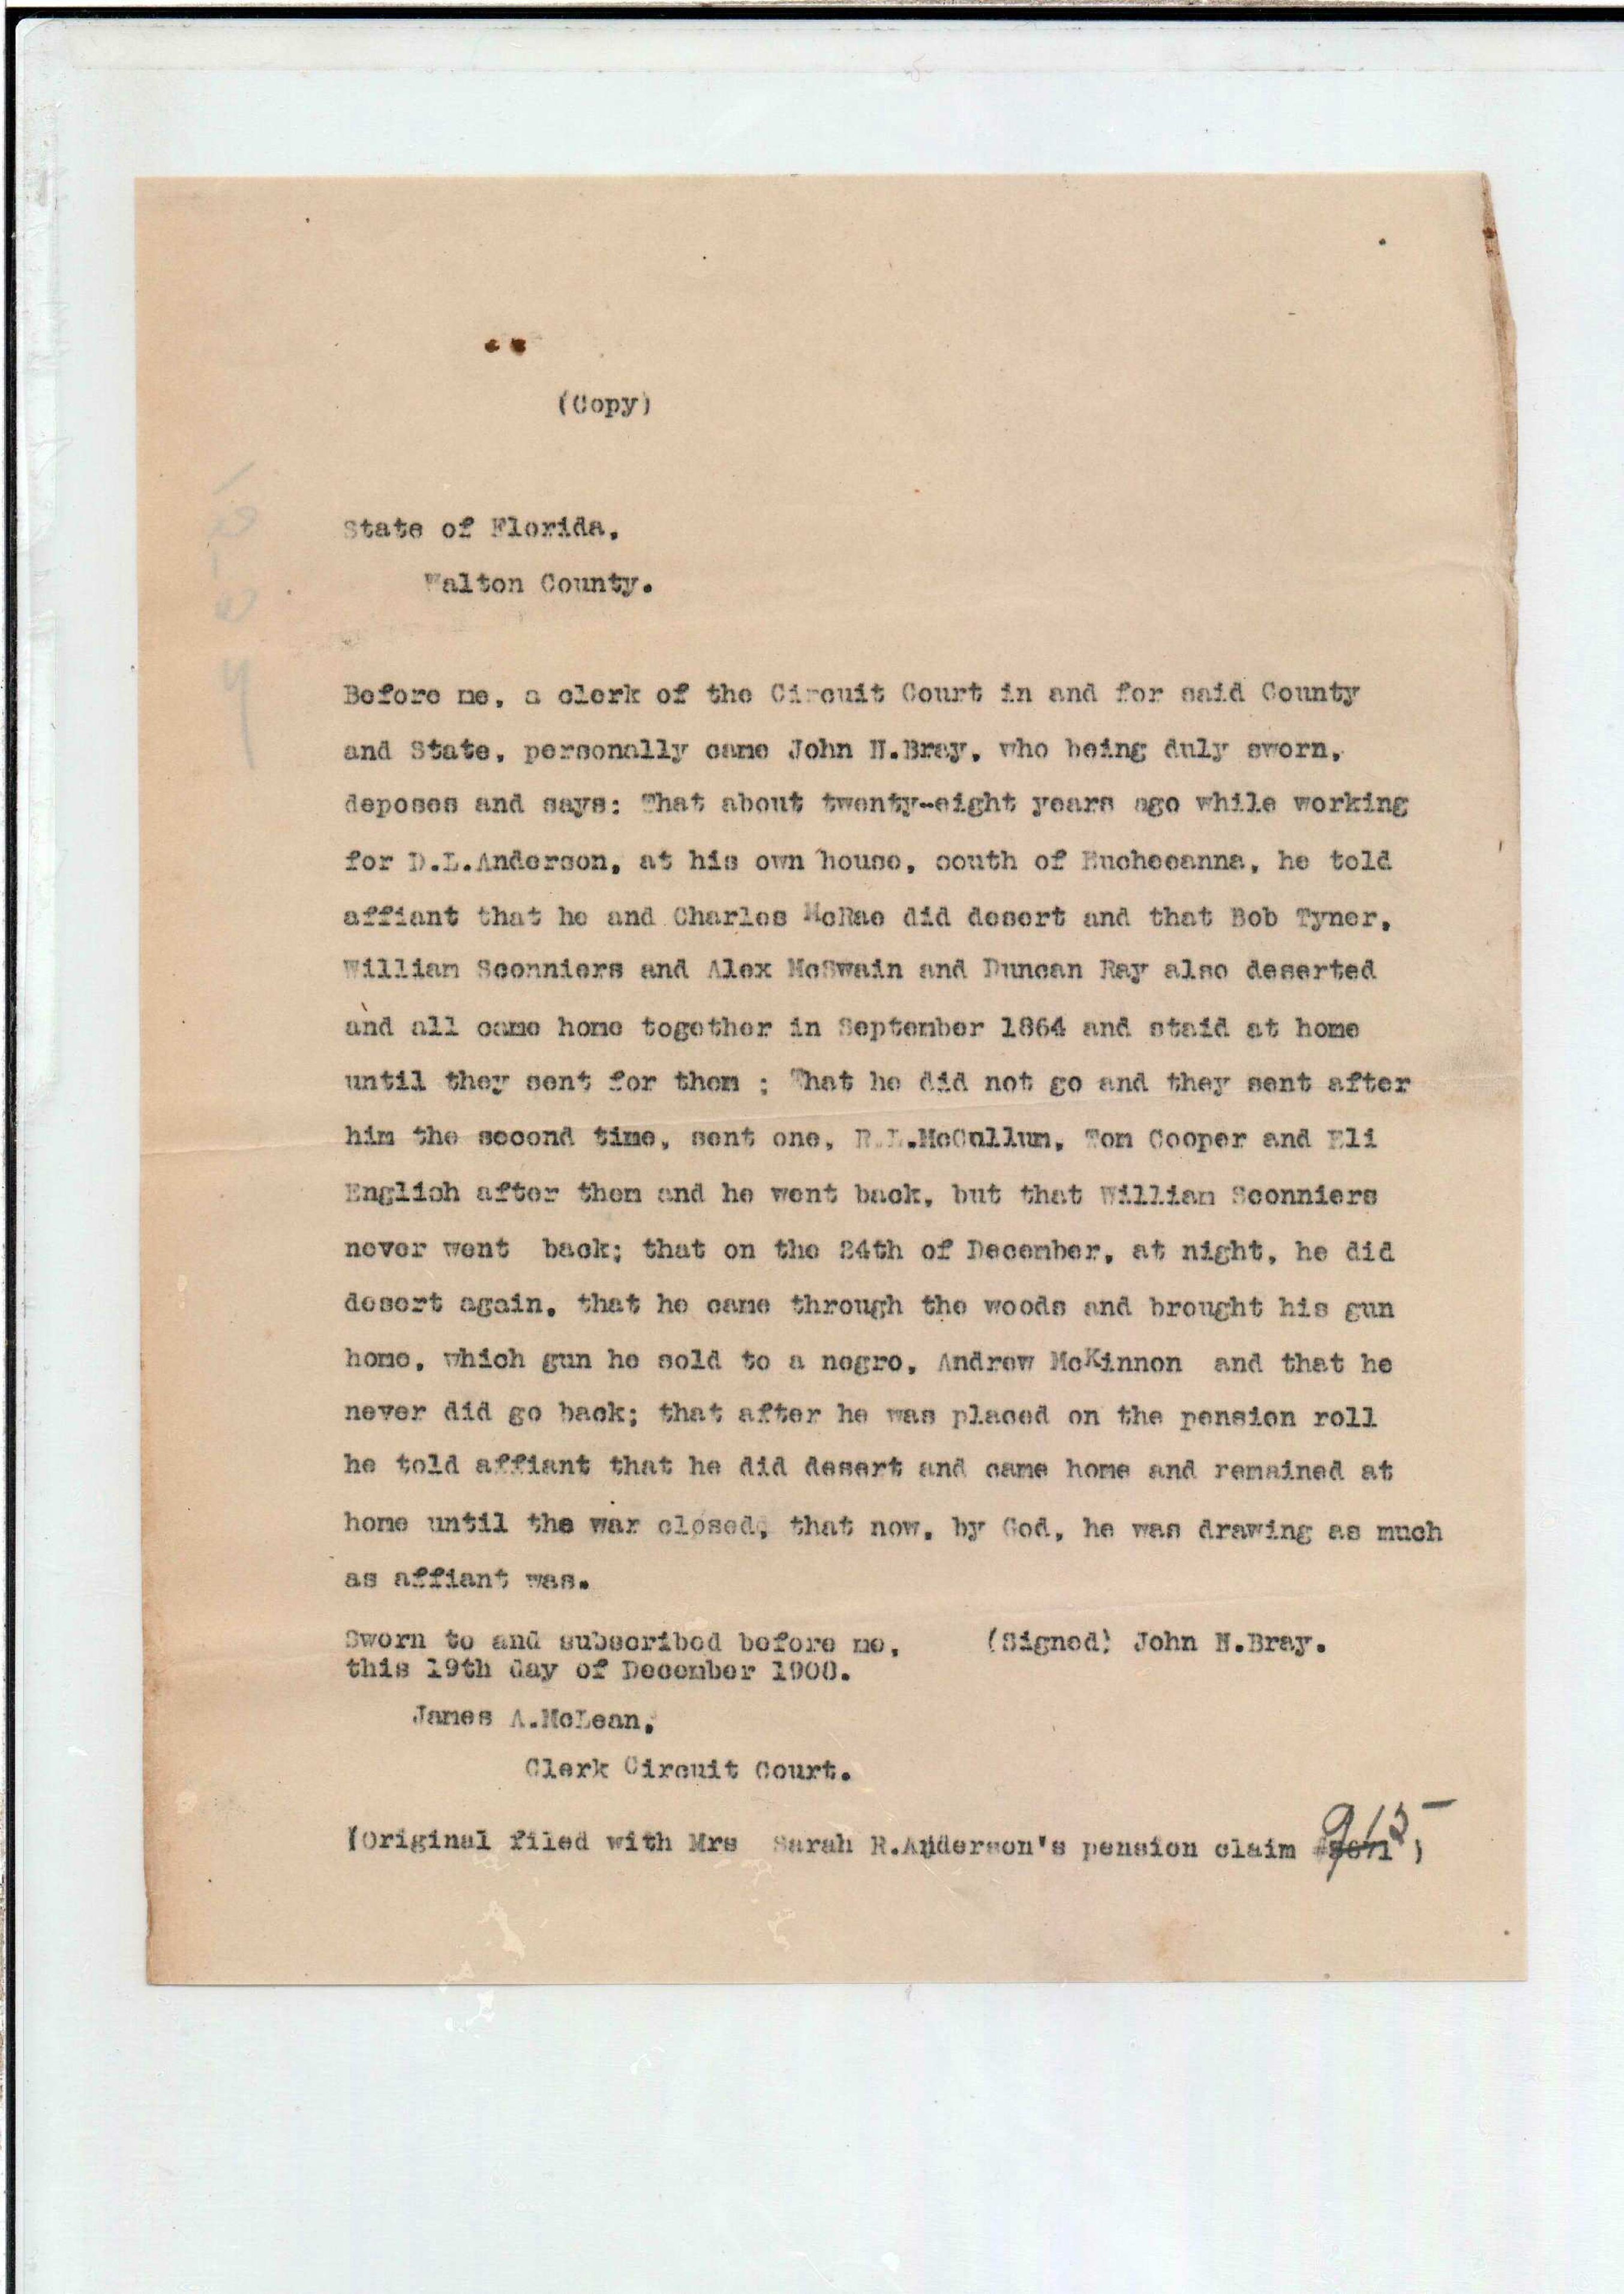 (Copy)
State of Florida,
Walton County.
Before me, a clerk of the Circuit Court in and for said County
and State, personally came John N.Bray, who being duly sworn,
deposes and says: That about twenty-eight years ago while working
for D.L.Anderson, at his own house, south of Eucheeanna, he told
affiant that he and Charles McRae did desert and that Bob Tyner,
William Sconniers and Alex McSwain and Duncan Ray also deserted
and all came home together in September 1864 and staid at home
until they sent for them ; That he did not go and they sent after
him the second time, sent one, R.L.McCullum, Tom Cooper and Eli
English after them and he went back, but that William Sconniers
never went back; that on the 24th of December, at night, he did
desert again, that he came through the woods and brought his gun
home, which gun he sold to a negro, Andrew McKinnon and that he
never did go back; that after he was placed on the pension roll
he told affiant that he did desert and came home and remained at
home until the war closed, that now, by God, he was drawing as much
as affiant was.
Sworn to and subscribed before me, (Signed) John N.Bray.
this 19th day of December 1908.
James A.McLean,
Clerk Circuit Court.
(Original filed with Mrs Sarah R.Anderson's pension claim # 915)